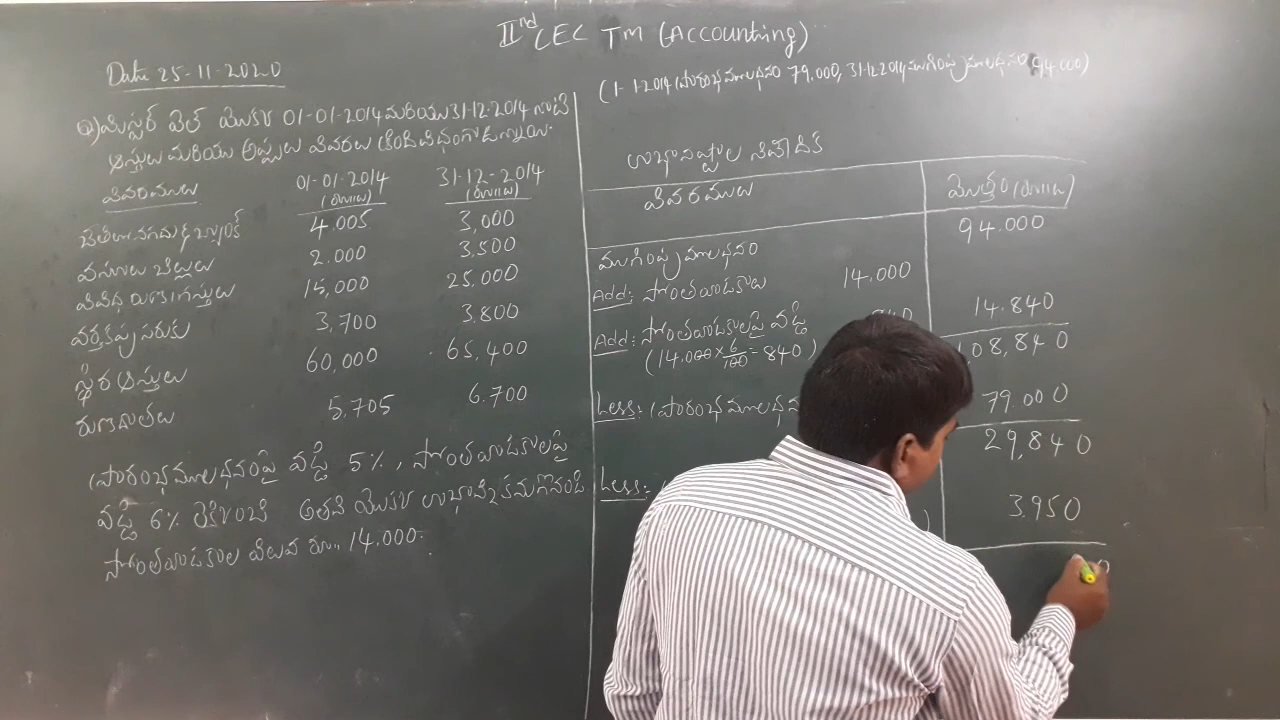 IInd CEC TM (Accounting)
Date 25-11-2020
(1-1-2014 ప్రారంభ మూలధనం 79.000, 31-12-2014 ముగింపు మూలధనం 94.000)
Q) మిస్టర్ మొక్క 01-01-2014 మరియు 31-12-2014 నాటి
ఆస్తులు మరియు అప్పులు వివరాలు క్రింది విధంగా ఉన్నాయి.
వివరములు 01-01-2014 (రూ॥లు) 31-12-2014 (రూ॥లు)
చేతిలో నగదు & బ్యాంక్ 4.005 3,000
వసూలు బిల్లులు 2.000 3,500
వివిధ ఋణగ్రస్తులు 15,000 25.000
వర్తకపు సరుకు 3,700 3.800
స్థిర ఆస్తులు 60,000 65,400
ఋణదాతలు 5,705 6.700
ప్రారంభ మూలధనంపై వడ్డీ 5%, సొంతవాడకాలపై
వడ్డీ 6% లెక్కించి అతని యొక్క లాభాన్ని కనుగొనండి
సొంతవాడకాల విలువ రూ॥ 14,000.
లాభానష్టాల నివేదిక
వివరములు మొత్తం (రూ॥లు)
ముగింపు మూలధనం 94.000
Add: సొంతవాడకాలు 14,000
Add: సొంతవాడకాలపై వడ్డీ 14.840
(14.000 × 6/100 = 840) 1,08,840
Less: ప్రారంభ మూలధన 79.000
29,840
Less: 3,950